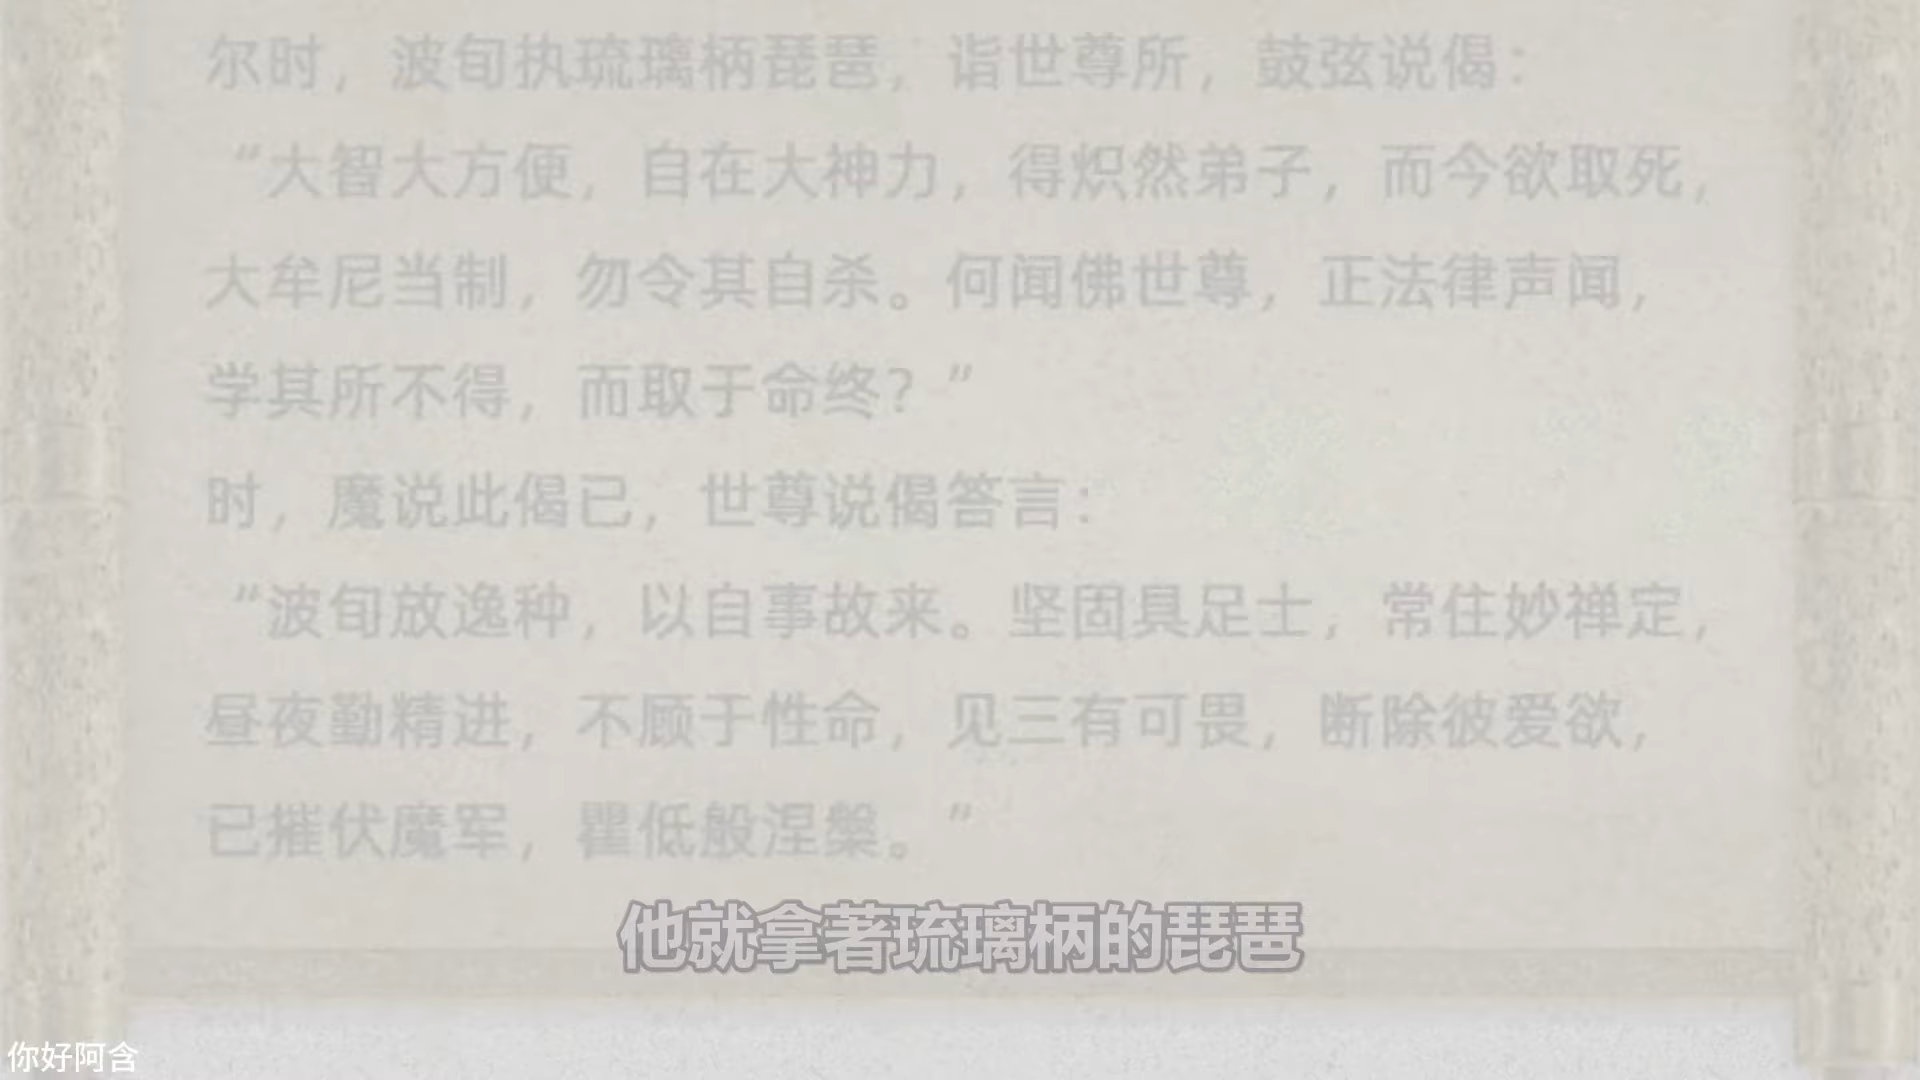 尔时，波旬执琉璃柄琵琶，诣世尊所，鼓弦说偈：
“大智大方便，自在大神力，得炽然弟子，而今欲取死，
大牟尼当制，勿令其自杀。何闻佛世尊，正法律声闻，
学其所不得，而取于命终？”
时，魔说此偈已，世尊说偈答言：
“波旬放逸种，以自事故来。坚固具足士，常住妙禅定，
昼夜勤精进，不顾于性命，见三有可畏，断除彼爱欲，
已摧伏魔军，瞿低般涅槃。”
他就拿著琉璃柄的琵琶
你好阿含